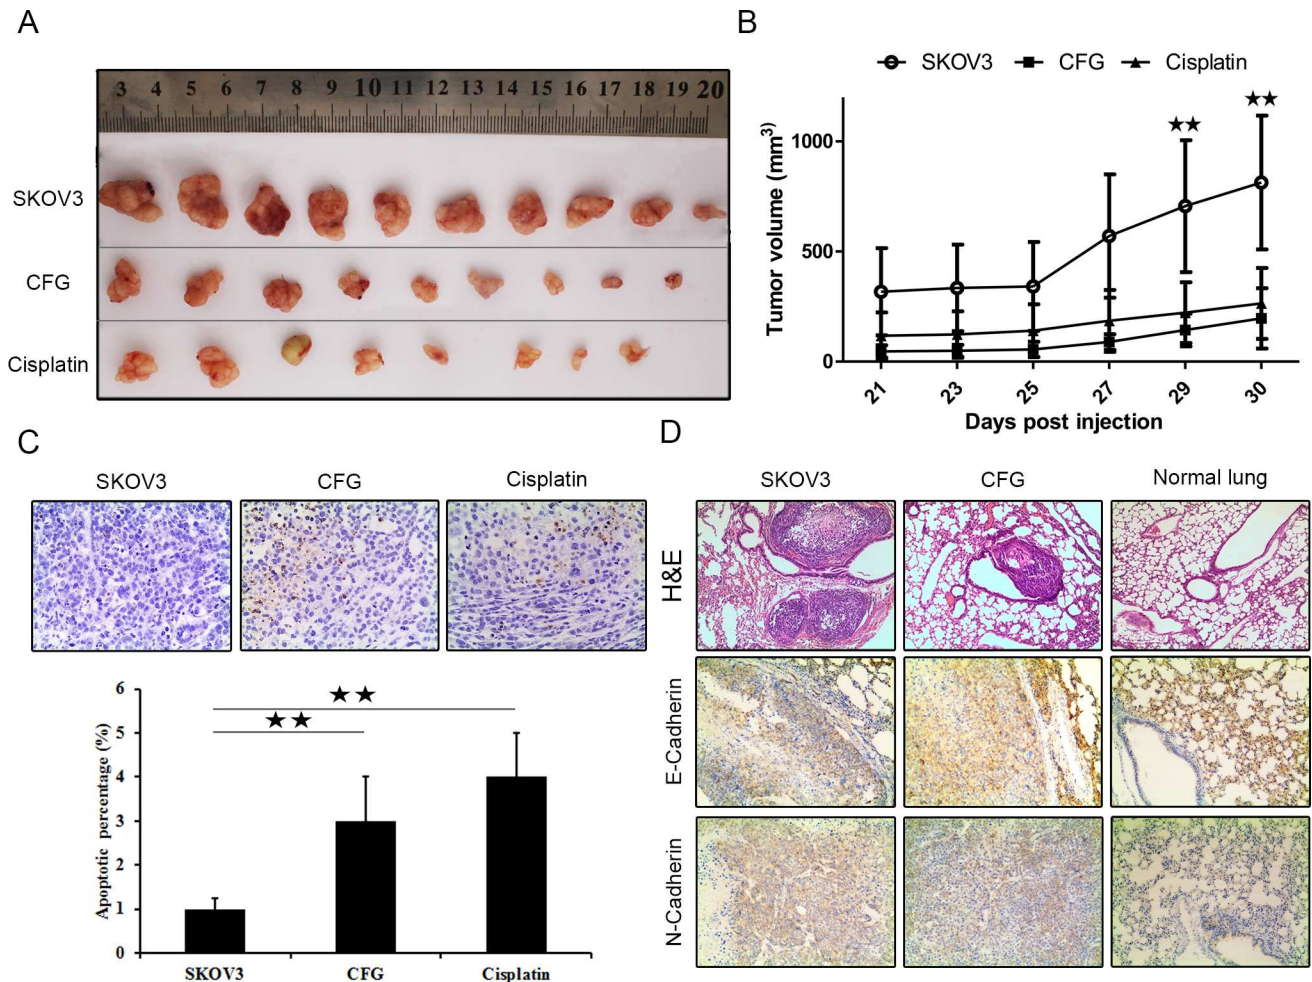 A
3 4 5 6 7 8 9 10 11 12 13 14 15 16 17 18 19 20
SKOV3
CFG
Cisplatin
B
SKOV3 CFG Cisplatin
★★
★★
Tumor volume (mm³)
1000
500
0
21 23 25 27 29 30
Days post injection
C
SKOV3 CFG Cisplatin
Apoptotic percentage (%)
6
5
4
3
2
1
0
★★
★★
SKOV3 CFG Cisplatin
D
SKOV3 CFG Normal lung
H&E
E-Cadherin
N-Cadherin